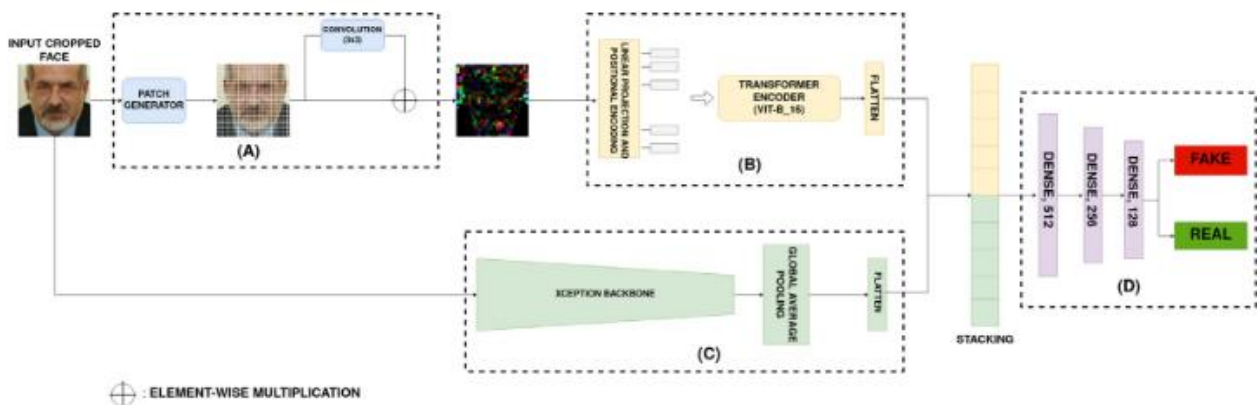 INPUT CROPPED
FACE
PATCH
GENERATOR
CONVOLUTION
(3x3)
(A)
LINEAR PROJECTION AND
POSITIONAL ENCODING
TRANSFORMER
ENCODER
(VIT-B_16)
FLATTEN
(B)
XCEPTION BACKBONE
GLOBAL AVERAGE
POOLING
FLATTEN
(C)
STACKING
DENSE, 512
DENSE, 256
DENSE, 128
FAKE
REAL
(D)
: ELEMENT-WISE MULTIPLICATION